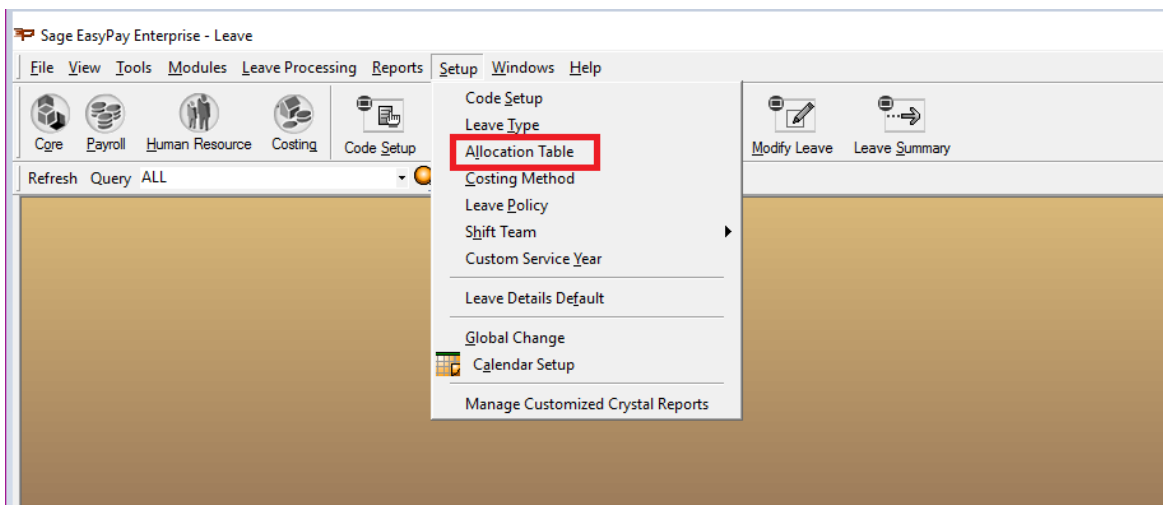 Sage EasyPay Enterprise - Leave
File View Tools Modules Leave Processing Reports Setup Windows Help
Core Payroll Human Resource Costing Code Setup Modify Leave Leave Summary
Refresh Query ALL
Code Setup
Leave Type
Allocation Table
Costing Method
Leave Policy
Shift Team
Custom Service Year
Leave Details Default
Global Change
Calendar Setup
Manage Customized Crystal Reports